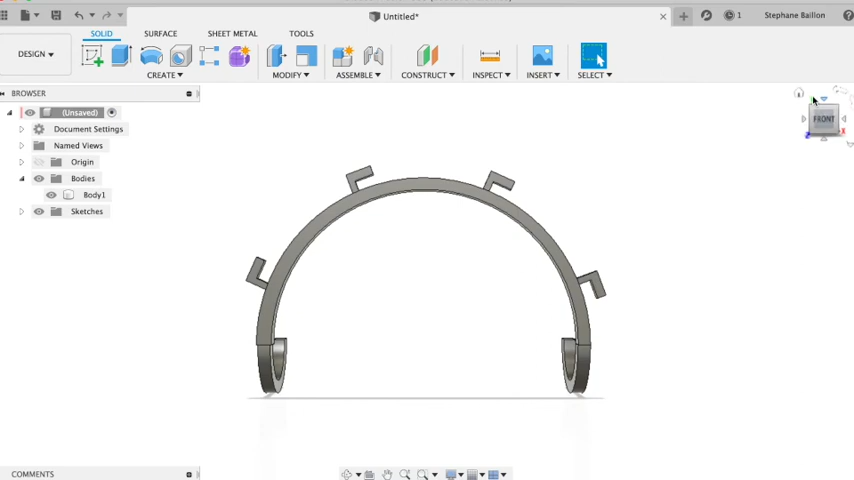 Untitled*
1
Stephane Baillon
DESIGN
SOLID
SURFACE
SHEET METAL
TOOLS
CREATE
MODIFY
ASSEMBLE
CONSTRUCT
INSPECT
INSERT
SELECT
BROWSER
(Unsaved)
Document Settings
Named Views
Origin
Bodies
Body1
Sketches
FRONT
X
Z
COMMENTS